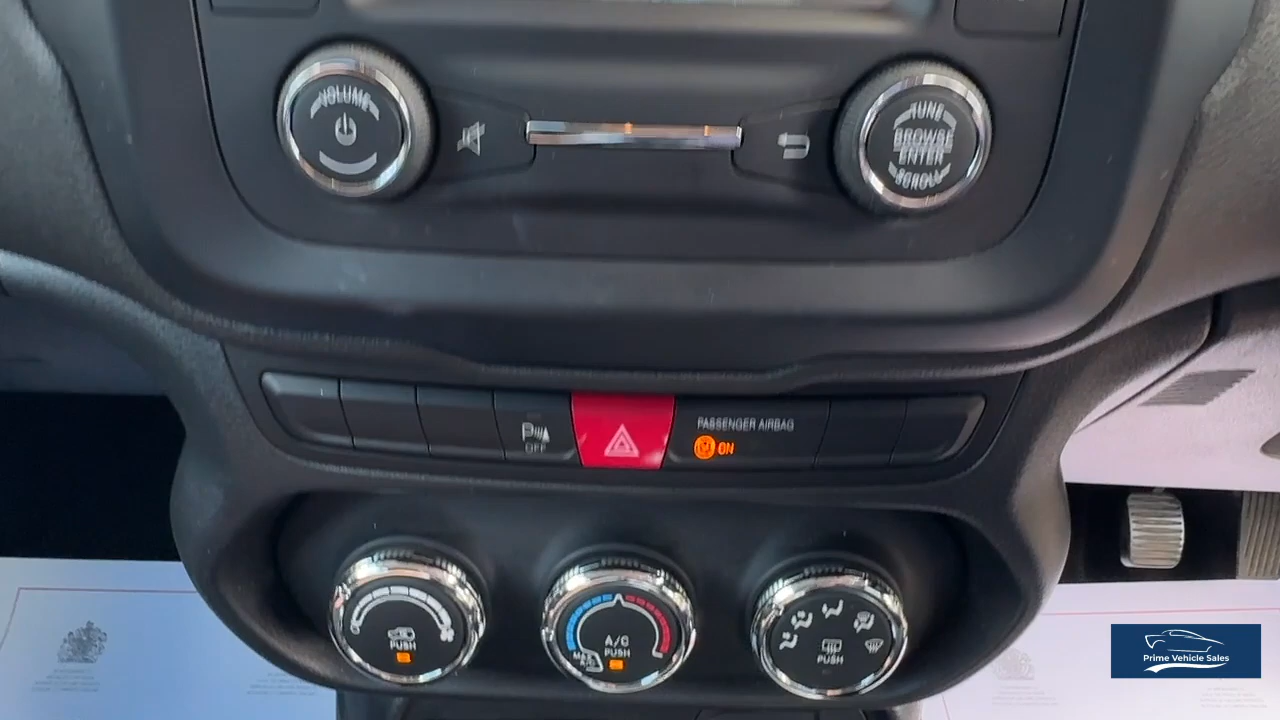 VOLUME
TUNE
BROWSE
ENTER
SCROLL
P OFF
PASSENGER AIRBAG
ON
PUSH
A/C
PUSH
MAX
A/C
PUSH
Prime Vehicle Sales